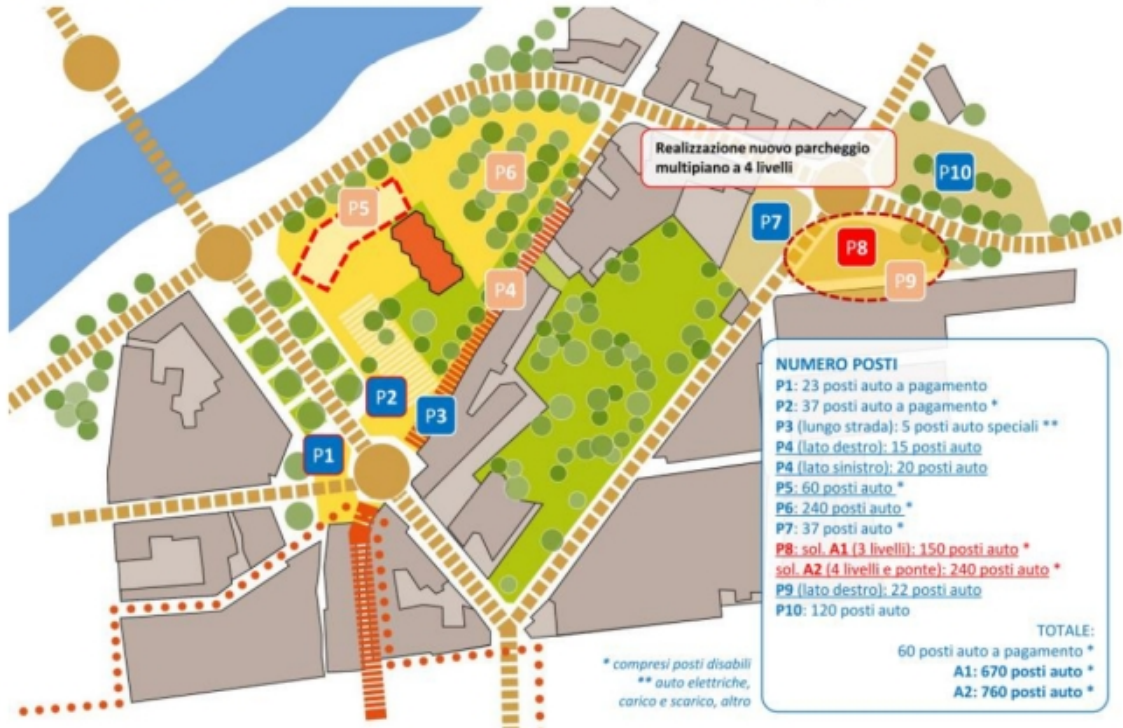 Realizzazione nuovo parcheggio
multipiano a 4 livelli
P10
P6
P5
P7
P8
P9
P4
P2
P3
P1
NUMERO POSTI
P1: 23 posti auto a pagamento
P2: 37 posti auto a pagamento *
P3 (lungo strada): 5 posti auto speciali **
P4 (lato destro): 15 posti auto
P4 (lato sinistro): 20 posti auto
P5: 60 posti auto *
P6: 240 posti auto *
P7: 37 posti auto *
P8: sol. A1 (3 livelli): 150 posti auto *
sol. A2 (4 livelli e ponte): 240 posti auto *
P9 (lato destro): 22 posti auto
P10: 120 posti auto
TOTALE:
60 posti auto a pagamento *
A1: 670 posti auto *
A2: 760 posti auto *
* compresi posti disabili
** auto elettriche,
carico e scarico, altro